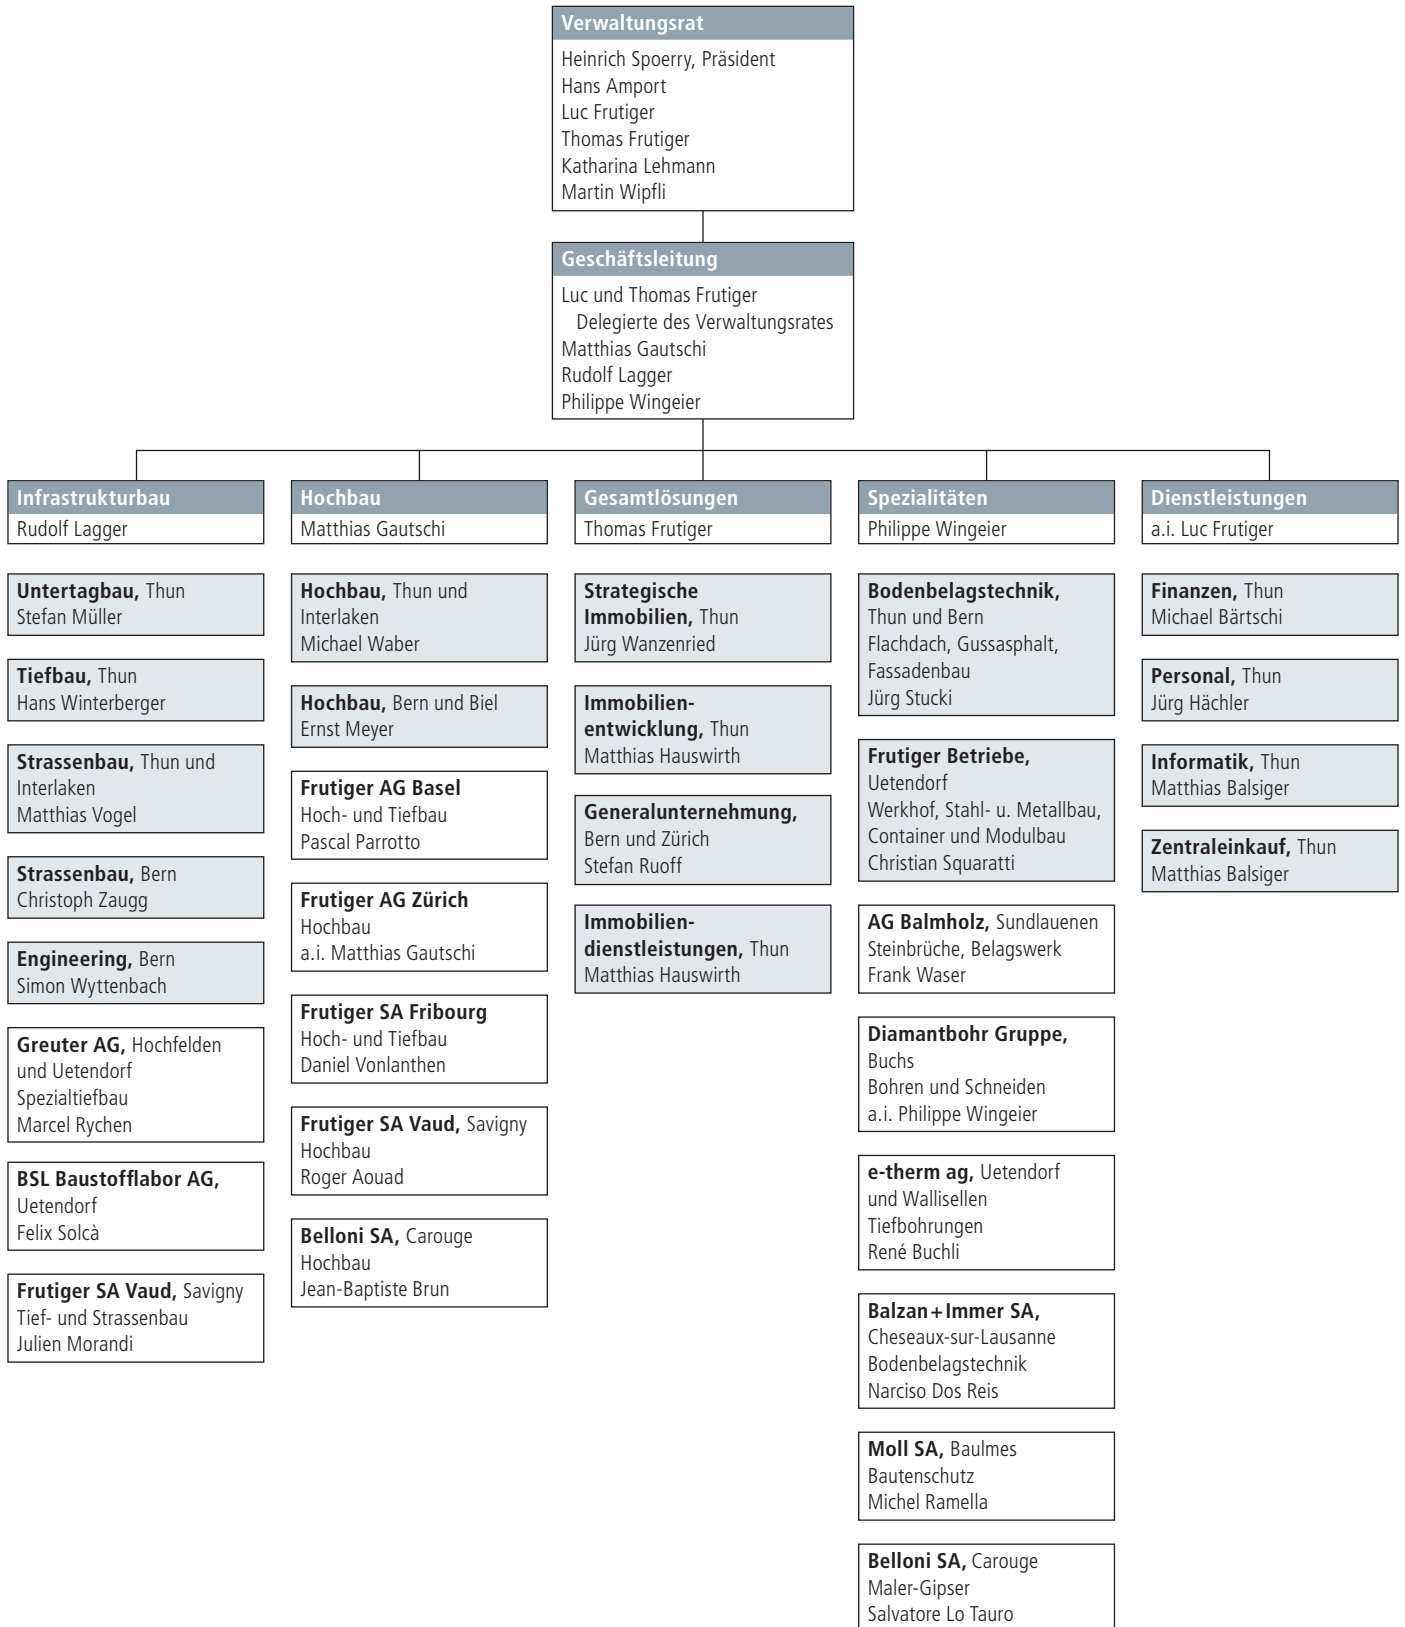 Verwaltungsrat
Heinrich Spoerry, Präsident
Hans Amport
Luc Frutiger
Thomas Frutiger
Katharina Lehmann
Martin Wipfli
Geschäftsleitung
Luc und Thomas Frutiger
Delegierte des Verwaltungsrates
Matthias Gautschi
Rudolf Lagger
Philippe Wingeier
Infrastrukturbau
Rudolf Lagger
Untertagbau, Thun
Stefan Müller
Tiefbau, Thun
Hans Winterberger
Strassenbau, Thun und
Interlaken
Matthias Vogel
Strassenbau, Bern
Christoph Zaugg
Engineering, Bern
Simon Wyttenbach
Greuter AG, Hochfelden
und Uetendorf
Spezialtiefbau
Marcel Rychen
BSL Baustofflabor AG,
Uetendorf
Felix Solcà
Frutiger SA Vaud, Savigny
Tief- und Strassenbau
Julien Morandi
Hochbau
Matthias Gautschi
Hochbau, Thun und
Interlaken
Michael Waber
Hochbau, Bern und Biel
Ernst Meyer
Frutiger AG Basel
Hoch- und Tiefbau
Pascal Parrotto
Frutiger AG Zürich
Hochbau
a.i. Matthias Gautschi
Frutiger SA Fribourg
Hoch- und Tiefbau
Daniel Vonlanthen
Frutiger SA Vaud, Savigny
Hochbau
Roger Aouad
Belloni SA, Carouge
Hochbau
Jean-Baptiste Brun
Gesamtlösungen
Thomas Frutiger
Strategische
Immobilien, Thun
Jürg Wanzenried
Immobilien-
entwicklung, Thun
Matthias Hauswirth
Generalunternehmung,
Bern und Zürich
Stefan Ruoff
Immobilien-
dienstleistungen, Thun
Matthias Hauswirth
Spezialitäten
Philippe Wingeier
Bodenbelagstechnik,
Thun und Bern
Flachdach, Gussasphalt,
Fassadenbau
Jürg Stucki
Frutiger Betriebe,
Uetendorf
Werkhof, Stahl- u. Metallbau,
Container und Modulbau
Christian Squaratti
AG Balmholz, Sundlauenen
Steinbrüche, Belagswerk
Frank Waser
Diamantbohr Gruppe,
Buchs
Bohren und Schneiden
a.i. Philippe Wingeier
e-therm ag, Uetendorf
und Wallisellen
Tiefbohrungen
René Buchli
Balzan+Immer SA,
Cheseaux-sur-Lausanne
Bodenbelagstechnik
Narciso Dos Reis
Moll SA, Baulmes
Bautenschutz
Michel Ramella
Belloni SA, Carouge
Maler-Gipser
Salvatore Lo Tauro
Dienstleistungen
a.i. Luc Frutiger
Finanzen, Thun
Michael Bärtschi
Personal, Thun
Jürg Hächler
Informatik, Thun
Matthias Balsiger
Zentraleinkauf, Thun
Matthias Balsiger